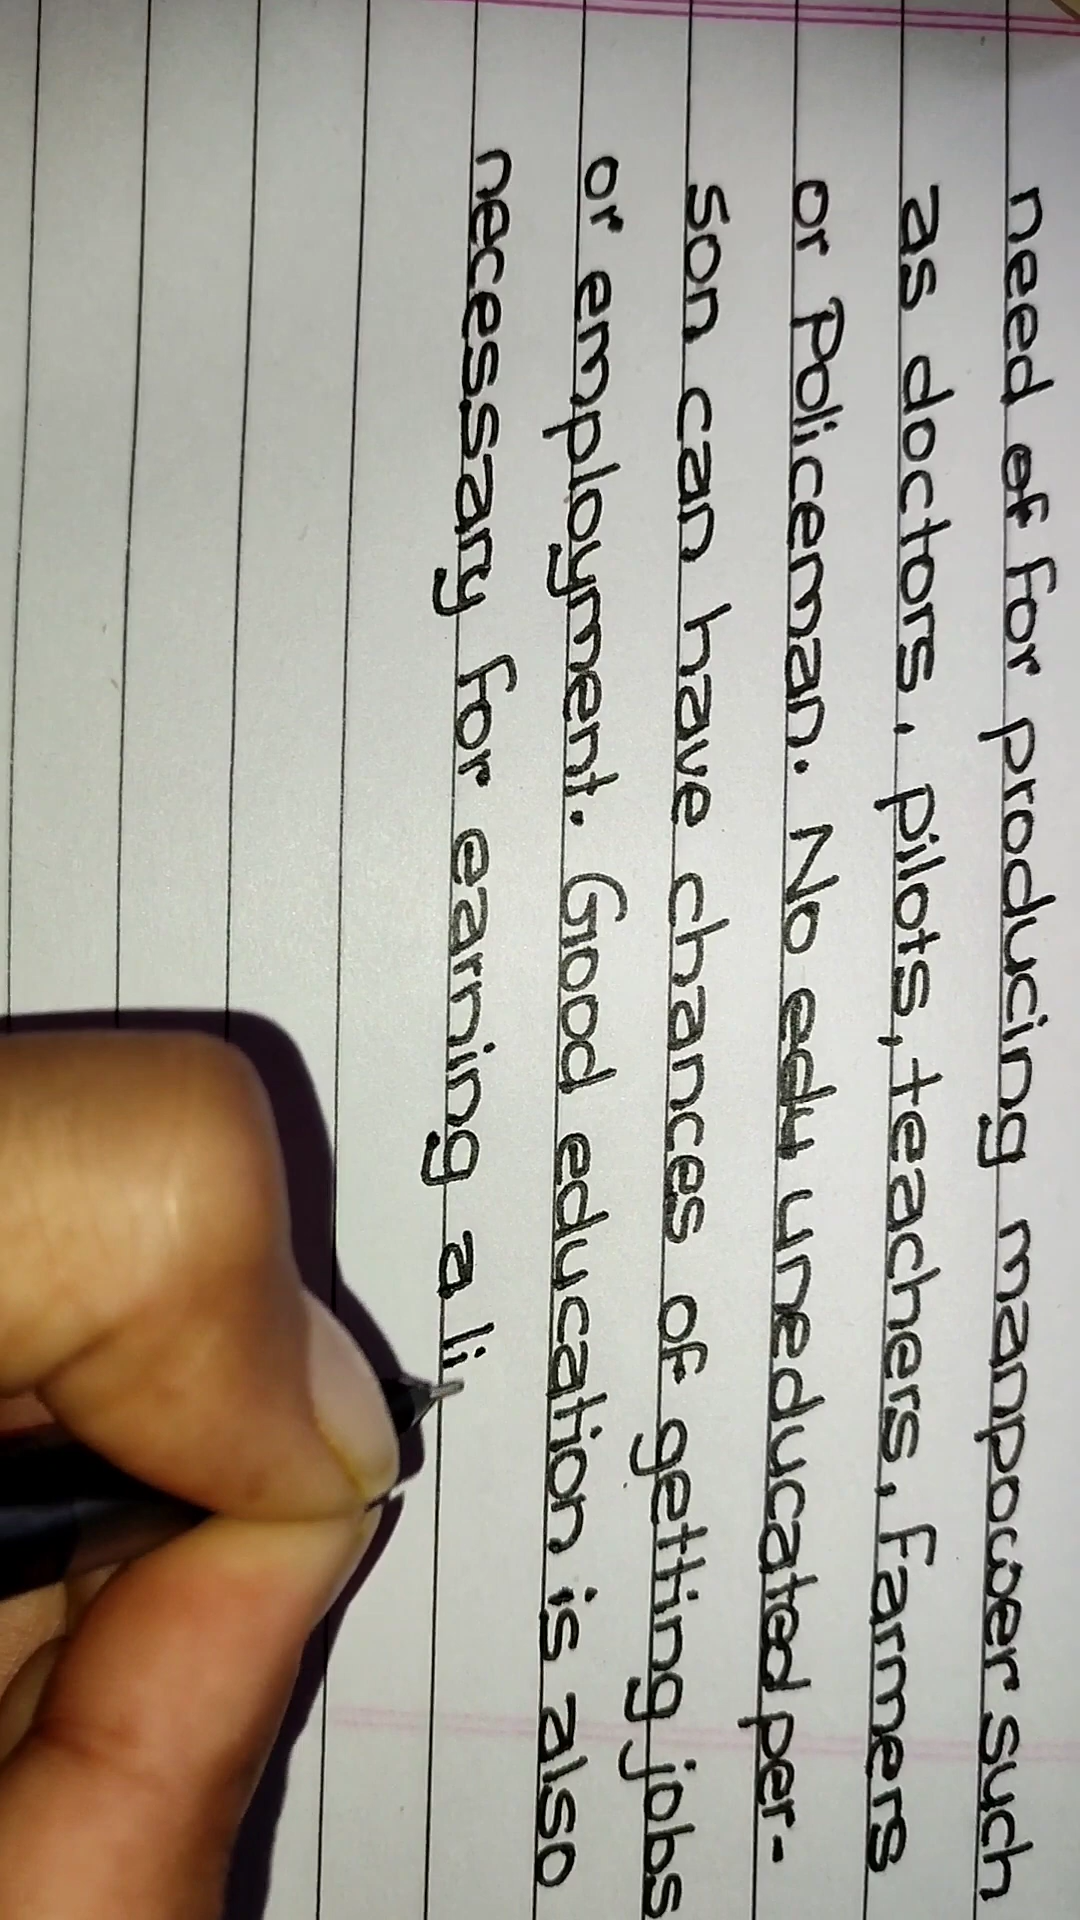 need of for producing manpower such
as doctors, pilots, teachers, farmers
or Policeman. No edu uneducated per-
son can have chances of getting jobs
or employment. Good education is also
necessary for earning a li